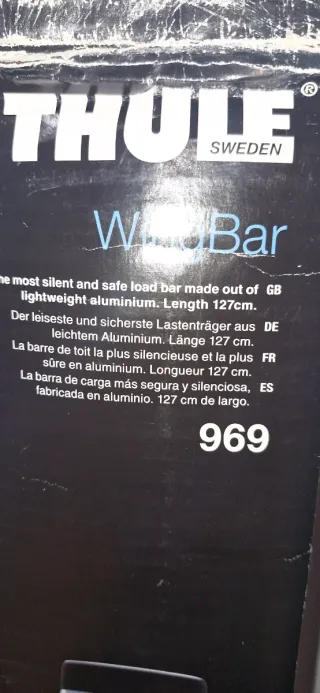 THULE®
SWEDEN
WingBar
he most silent and safe load bar made out of GB
lightweight aluminium. Length 127cm.
Der leiseste und sicherste Lastenträger aus DE
leichtem Aluminium. Länge 127 cm.
La barre de toit la plus silencieuse et la plus FR
sûre en aluminium. Longueur 127 cm.
La barra de carga más segura y silenciosa, ES
fabricada en aluminio. 127 cm de largo.
969